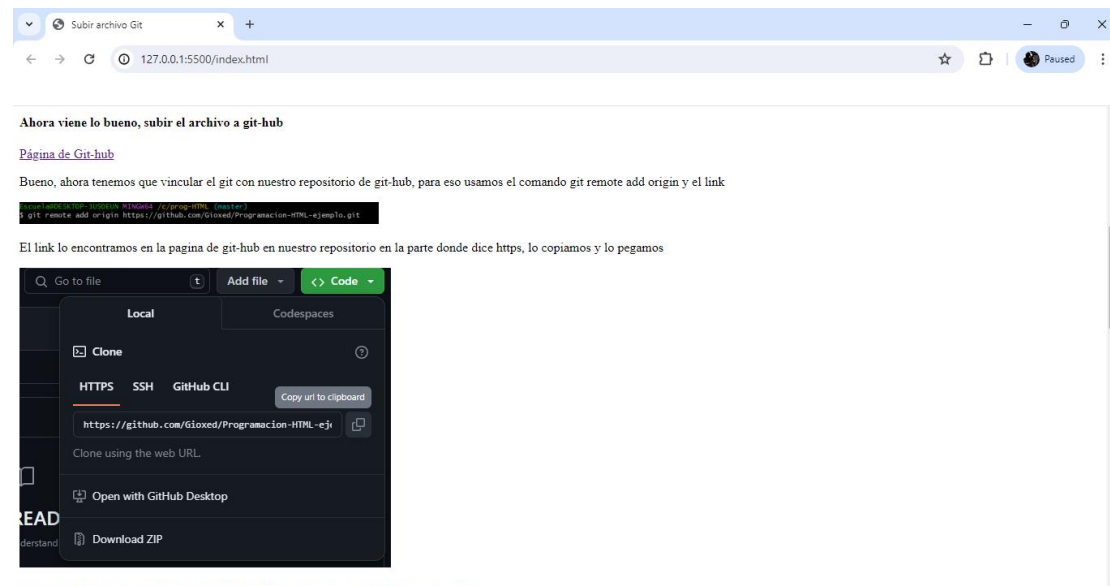 Subir archivo Git
127.0.0.1:5500/index.html
Paused
Ahora viene lo bueno, subir el archivo a git-hub
Página de Git-hub
Bueno, ahora tenemos que vincular el git con nuestro repositorio de git-hub, para eso usamos el comando git remote add origin y el link
MINGW64 /c/prog-HTML (master)
$ git remote add origin https://github.com/Gioxed/Programacion-HTML-ejemplo.git
El link lo encontramos en la pagina de git-hub en nuestro repositorio en la parte donde dice https, lo copiamos y lo pegamos
Go to file t Add file <> Code
Local Codespaces
Clone
HTTPS SSH GitHub CLI
Copy url to clipboard
https://github.com/Gioxed/Programacion-HTML-eje
Clone using the web URL.
Open with GitHub Desktop
READ
derstand
Download ZIP